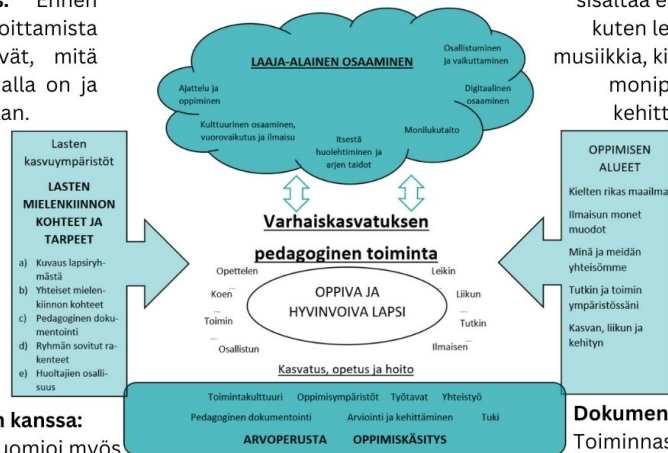 Ennen
oittamista
vät, mitä
alla on ja
an.
kuten le
musiikkia, ki
monip
kehitt
LAAJA-ALAINEN OSAAMINEN
Osallistuminen
ja vaikuttaminen
Ajattelu ja
oppiminen
Digitaalinen
osaaminen
Kulttuurinen osaaminen,
vuorovaikutus ja ilmaisu
Itsestä
huolehtiminen ja
arjen taidot
Monilukutaito
Lasten
kasvuympäristöt
LASTEN
MIELENKIINNON
KOHTEET JA
TARPEET
a) Kuvaus lapsiryh-
mästä
b) Yhteiset mielen-
kiinnon kohteet
c) Pedagoginen doku-
mentointi
d) Ryhmän sovitut ra-
kenteet
e) Huoltajien osalli-
suus
Varhaiskasvatuksen
pedagoginen toiminta
Opettelen
Koen
...
Toimin
...
Osallistun
OPPIVA JA
HYVINVOIVA LAPSI
Leikin
...
Liikun
...
Tutkin
Ilmaisen
Kasvatus, opetus ja hoito
OPPIMISEN
ALUEET
Kielten rikas maailma
Ilmaisun monet
muodot
Minä ja meidän
yhteisömme
Tutkin ja toimin
ympäristössäni
Kasvan, liikun ja
kehityn
Toimintakulttuuri Oppimisympäristöt Työtavat Yhteistyö
Pedagoginen dokumentointi Arviointi ja kehittäminen Tuki
ARVOPERUSTA OPPIMISKÄSITYS
n kanssa:
uomioi myös
Dokumen
Toiminnas